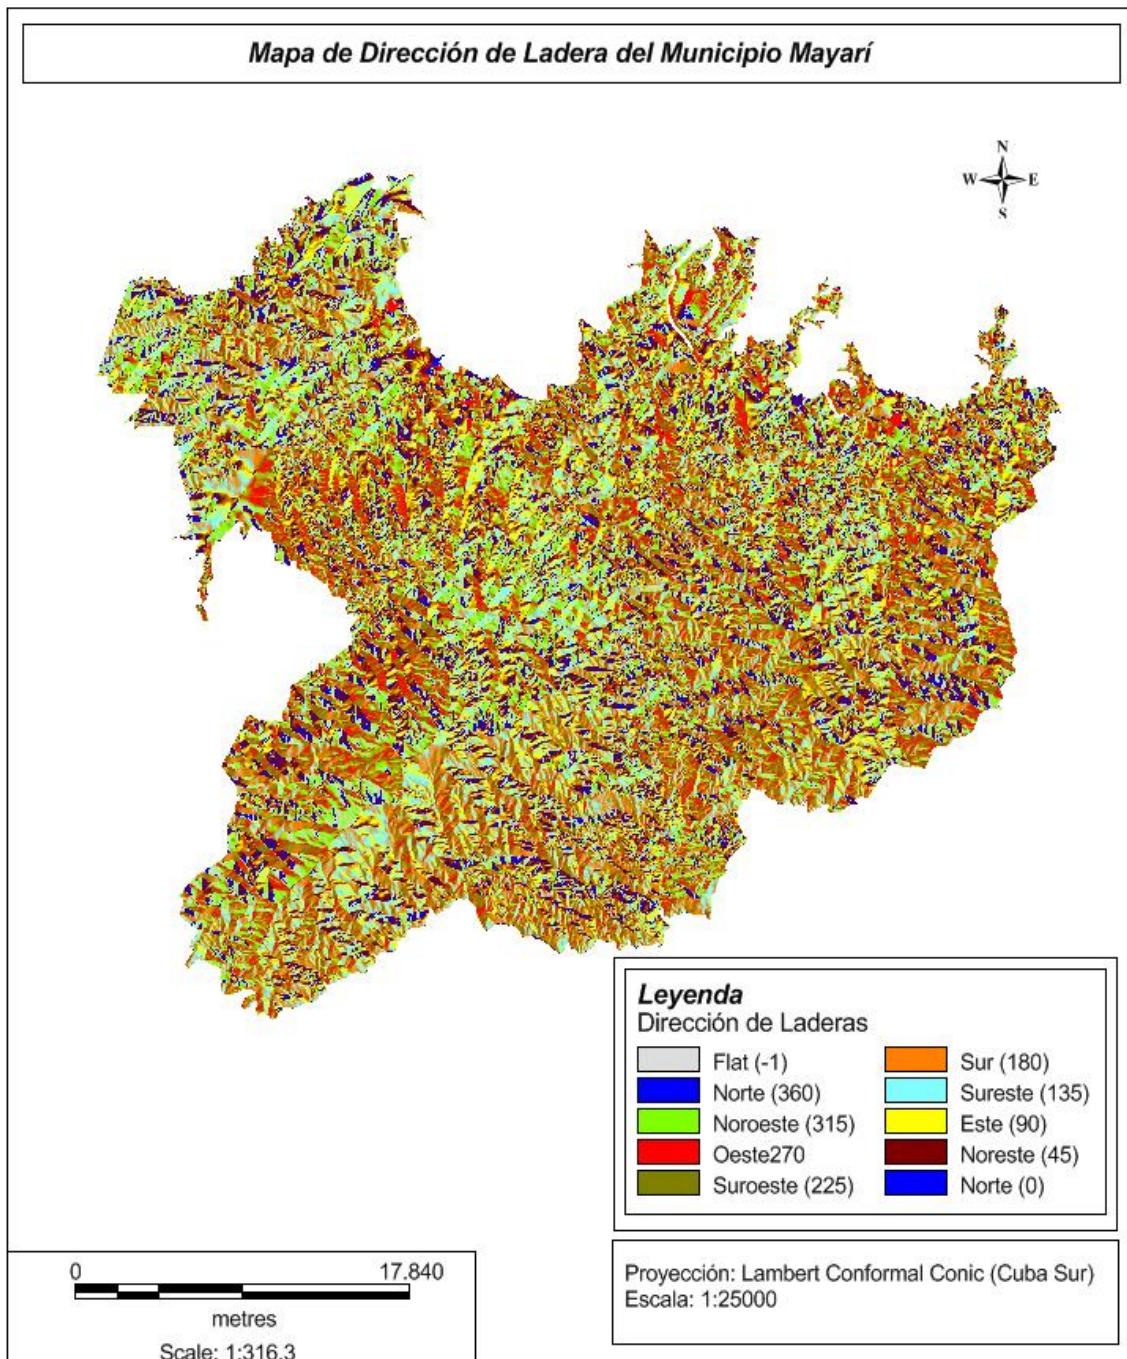 Mapa de Dirección de Ladera del Municipio Mayarí
N
W E
S
Leyenda
Dirección de Laderas
Flat (-1)
Norte (360)
Noroeste (315)
Oeste270
Suroeste (225)
Sur (180)
Sureste (135)
Este (90)
Noreste (45)
Norte (0)
0 17.840
metres
Scale: 1:316.3
Proyección: Lambert Conformal Conic (Cuba Sur)
Escala: 1:25000